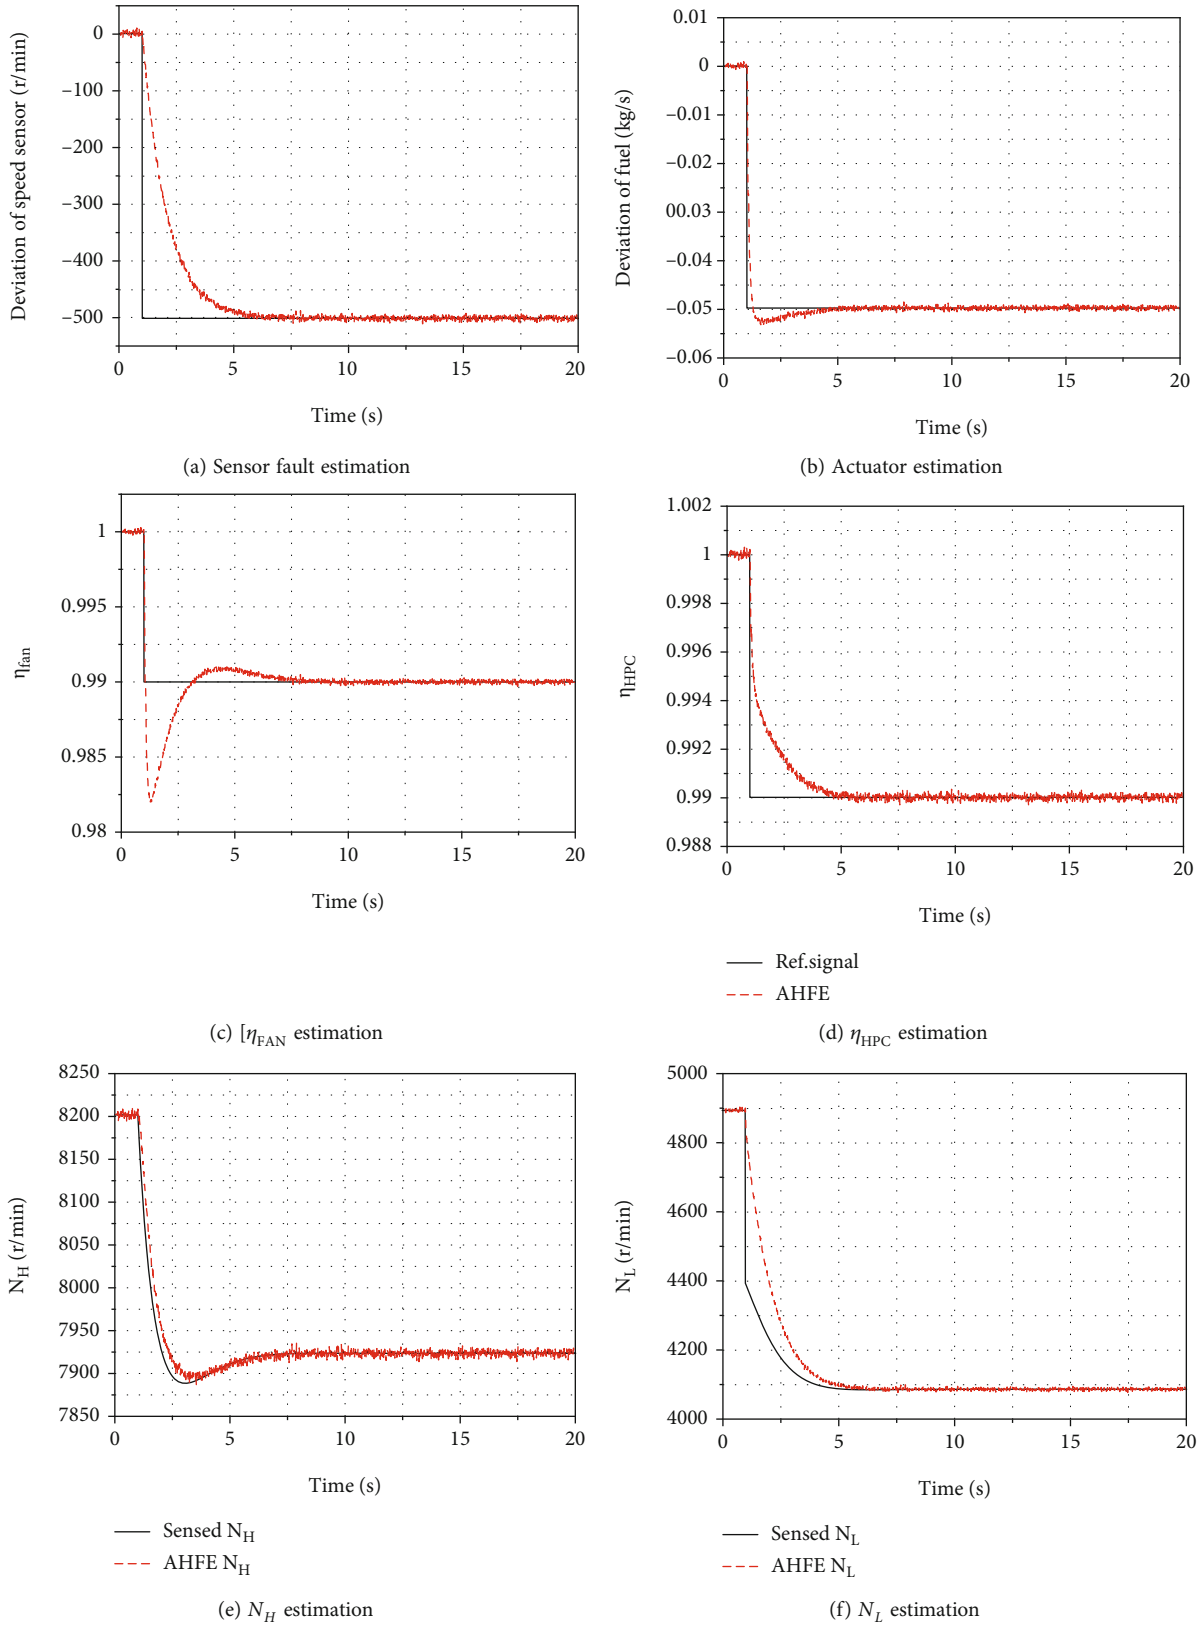 Deviation of speed sensor (r/min)
0
−100
−200
−300
−400
−500
0 5 10 15 20
Time (s)
(a) Sensor fault estimation
Deviation of fuel (kg/s)
0.01
0
−0.01
−0.02
00.03
−0.04
−0.05
−0.06
0 5 10 15 20
Time (s)
(b) Actuator estimation
ηfan
1
0.995
0.99
0.985
0.98
0 5 10 15 20
Time (s)
(c) [ηFAN estimation
ηHPC
1.002
1
0.998
0.996
0.994
0.992
0.99
0.988
0 5 10 15 20
Time (s)
Ref.signal
AHFE
(d) ηHPC estimation
NH (r/min)
8250
8200
8150
8100
8050
8000
7950
7900
7850
0 5 10 15 20
Time (s)
Sensed NH
AHFE NH
(e) NH estimation
NL (r/min)
5000
4800
4600
4400
4200
4000
0 5 10 15 20
Time (s)
Sensed NL
AHFE NL
(f) NL estimation